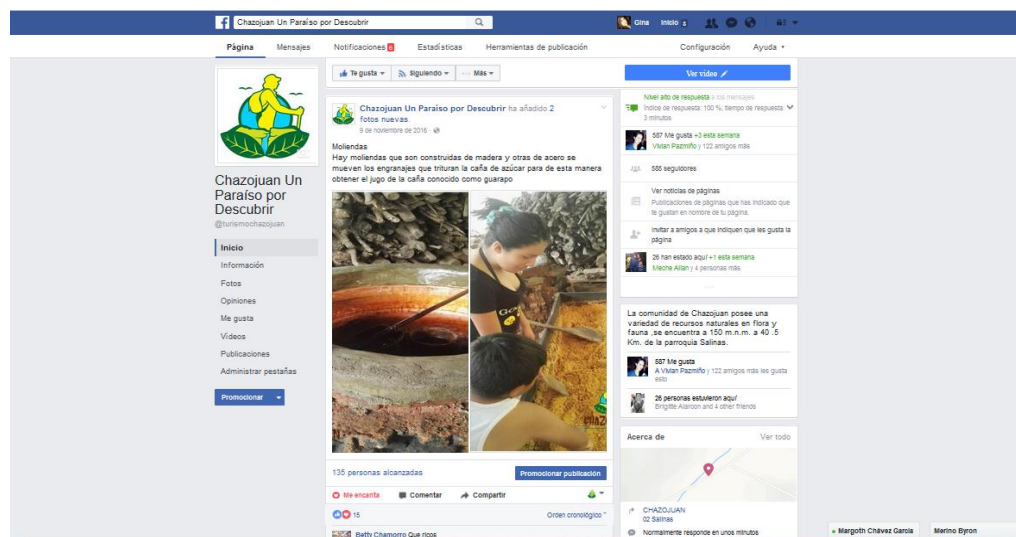 Chazojuan Un Paraíso por Descubrir
Gina
Inicio
Página
Mensajes
Notificaciones
Estadísticas
Herramientas de publicación
Configuración
Ayuda
Te gusta
Siguiendo
Más
Ver video
Chazojuan Un
Paraíso por
Descubrir
@turismochazojuan
Inicio
Información
Fotos
Opiniones
Me gusta
Videos
Publicaciones
Administrar pestañas
Promocionar
Chazojuan Un Paraiso por Descubrir ha añadido 2
fotos nuevas.
9 de noviembre de 2016
Moliendas
Hay moliendas que son construidas de madera y otras de acero se
mueven los engranajes que trituran la caña de azúcar para de esta manera
obtener el jugo de la caña conocido como guarapo
135 personas alcanzadas
Promocionar publicación
Me encanta
Comentar
Compartir
15
Orden cronológico
Betty Chamorro Que ricos
Nivel alto de respuesta a los mensajes
Índice de respuesta: 100 %, tiempo de respuesta:
3 minutos
587 Me gusta +3 esta semana
Vivian Pazmiño y 122 amigos más
585 seguidores
Ver noticias de páginas
Publicaciones de páginas que has indicado que
te gustan en nombre de tu página.
Invitar a amigos a que indiquen que les gusta la
página
26 han estado aquí +1 esta semana
Meche Allan y 4 personas más
La comunidad de Chazojuan posee una
variedad de recursos naturales en flora y
fauna ,se encuentra a 150 m.n.m. a 40 .5
Km. de la parroquia Salinas.
587 Me gusta
A Vivian Pazmiño y 122 amigos más les gusta
esto
26 personas estuvieron aquí
Brigitte Alarcon and 4 other friends
Acerca de
Ver todo
CHAZOJUAN
02 Salinas
Normalmente responde en unos minutos
Margoth Chávez Garcia
Merino Byron